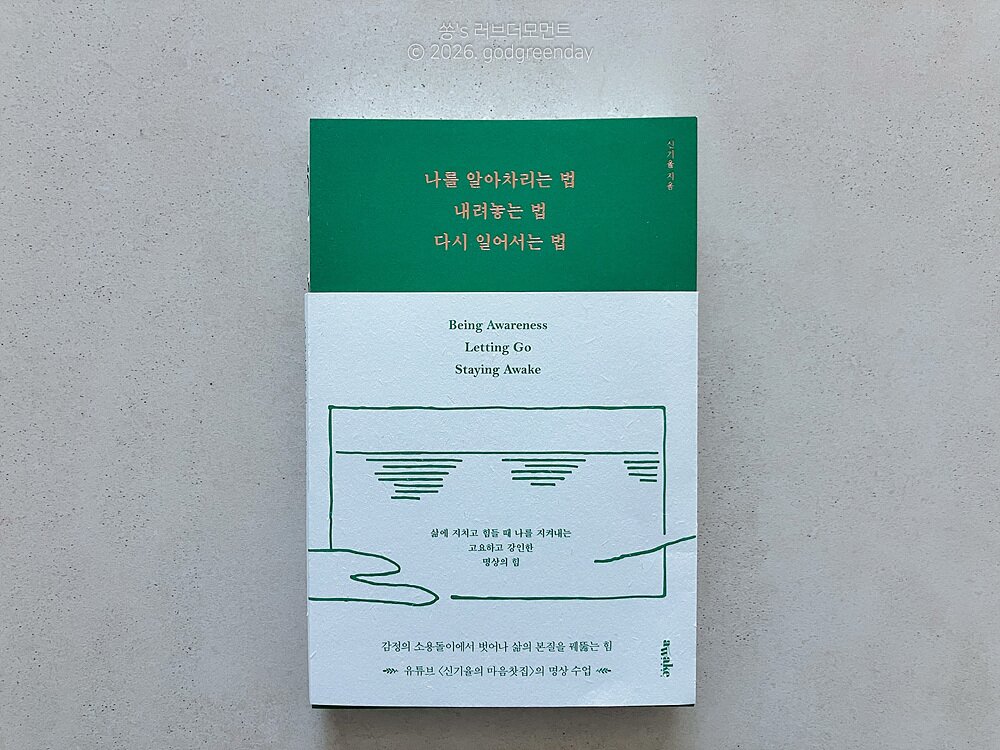 쏭's 러브더모먼트
© 2026. godgreenday
신기율 지음
나를 알아차리는 법
내려놓는 법
다시 일어서는 법
Being Awareness
Letting Go
Staying Awake
삶에 지치고 힘들 때 나를 지켜내는
고요하고 강인한
명상의 힘
감정의 소용돌이에서 벗어나 삶의 본질을 꿰뚫는 힘
유튜브 〈신기율의 마음찻집〉의 명상 수업
awake